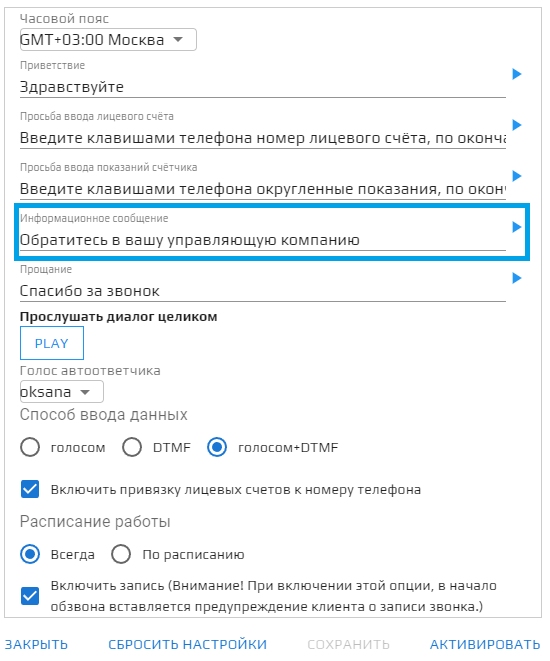 Часовой пояс
GMT+03:00 Москва
Приветствие
Здравствуйте
Просьба ввода лицевого счёта
Введите клавишами телефона номер лицевого счёта, по оконча
Просьба ввода показаний счётчика
Введите клавишами телефона округленные показания, по окон
Информационное сообщение
Обратитесь в вашу управляющую компанию
Прощание
Спасибо за звонок
Прослушать диалог целиком
PLAY
Голос автоответчика
oksana
Способ ввода данных
голосом DTMF голосом+DTMF
Включить привязку лицевых счетов к номеру телефона
Расписание работы
Всегда По расписанию
Включить запись (Внимание! При включении этой опции, в начало
обзвона вставляется предупреждение клиента о записи звонка.)
ЗАКРЫТЬ СБРОСИТЬ НАСТРОЙКИ СОХРАНИТЬ АКТИВИРОВАТЬ